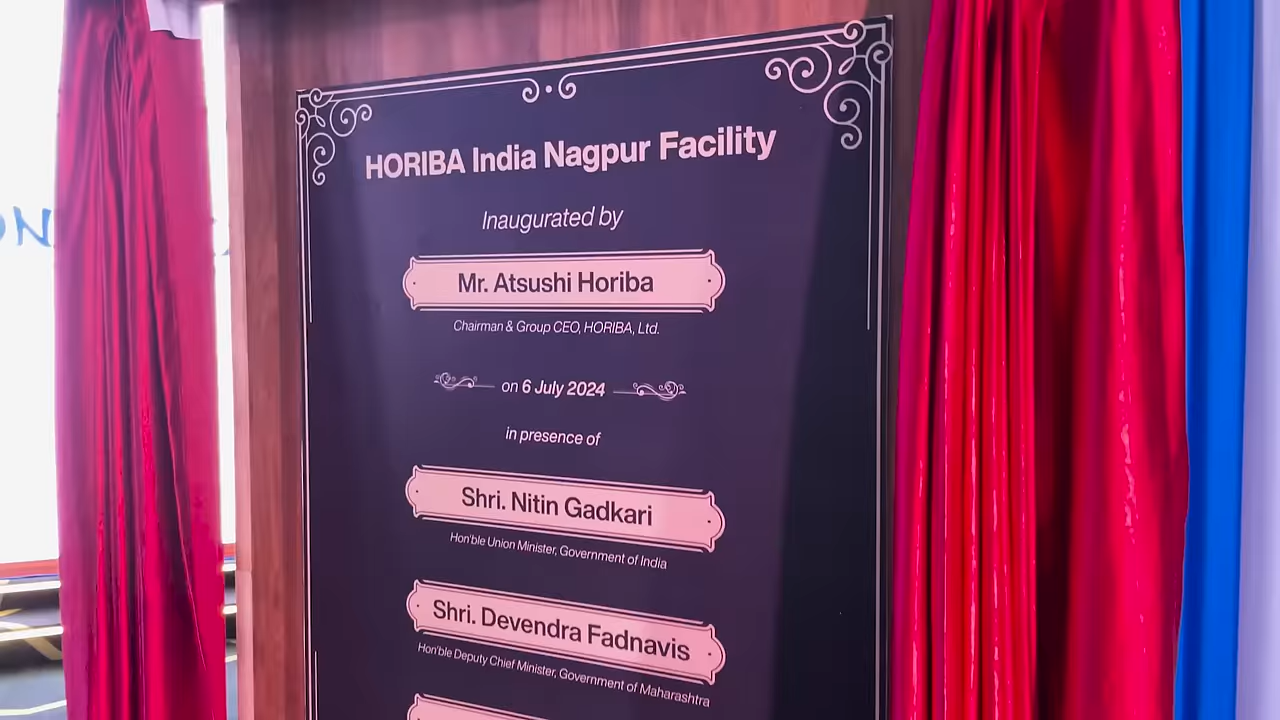 HORIBA India Nagpur Facility
Inaugurated by
Mr. Atsushi Horiba
Chairman & Group CEO, HORIBA, Ltd.
on 6 July 2024
in presence of
Shri. Nitin Gadkari
Hon'ble Union Minister, Government of India
Shri. Devendra Fadnavis
Hon'ble Deputy Chief Minister, Government of Maharashtra